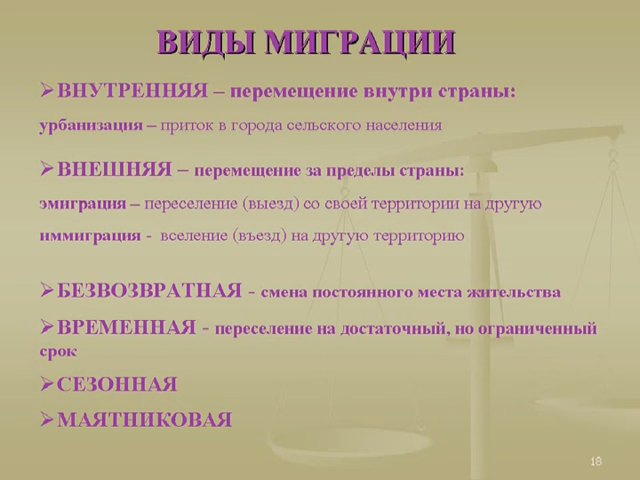 ВИДЫ МИГРАЦИИ
➢ВНУТРЕННЯЯ – перемещение внутри страны:
урбанизация – приток в города сельского населения
➢ВНЕШНЯЯ – перемещение за пределы страны:
эмиграция – переселение (выезд) со своей территории на другую
иммиграция - вселение (въезд) на другую территорию
➢БЕЗВОЗВРАТНАЯ - смена постоянного места жительства
➢ВРЕМЕННАЯ - переселение на достаточный, но ограниченный
срок
➢СЕЗОННАЯ
➢МАЯТНИКОВАЯ
18